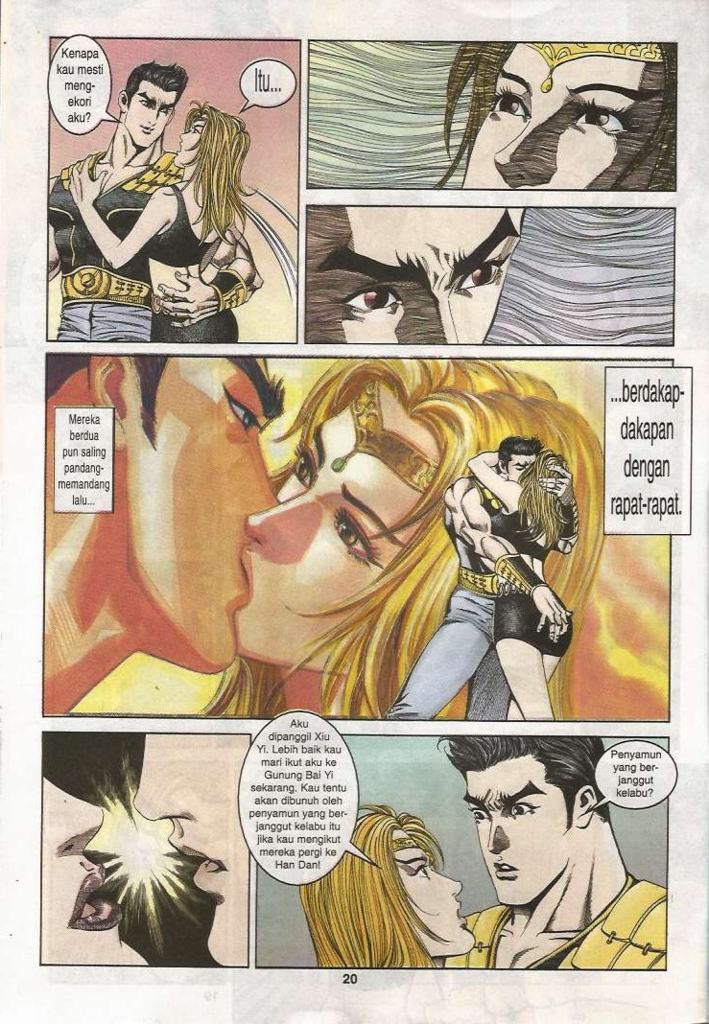 Kenapa
kau mesti
meng-
ekori
aku?
Itu...
Mereka
berdua
pun saling
pandang-
memandang
lalu...
...berdakap-
dakapan
dengan
rapat-rapat.
Aku
dipanggil Xiu
Yi. Lebih baik kau
mari ikut aku ke
Gunung Bai Yi
sekarang. Kau tentu
akan dibunuh oleh
penyamun yang ber-
janggut kelabu itu
jika kau mengikut
mereka pergi ke
Han Dan!
Penyamun
yang ber-
janggut
kelabu?
20